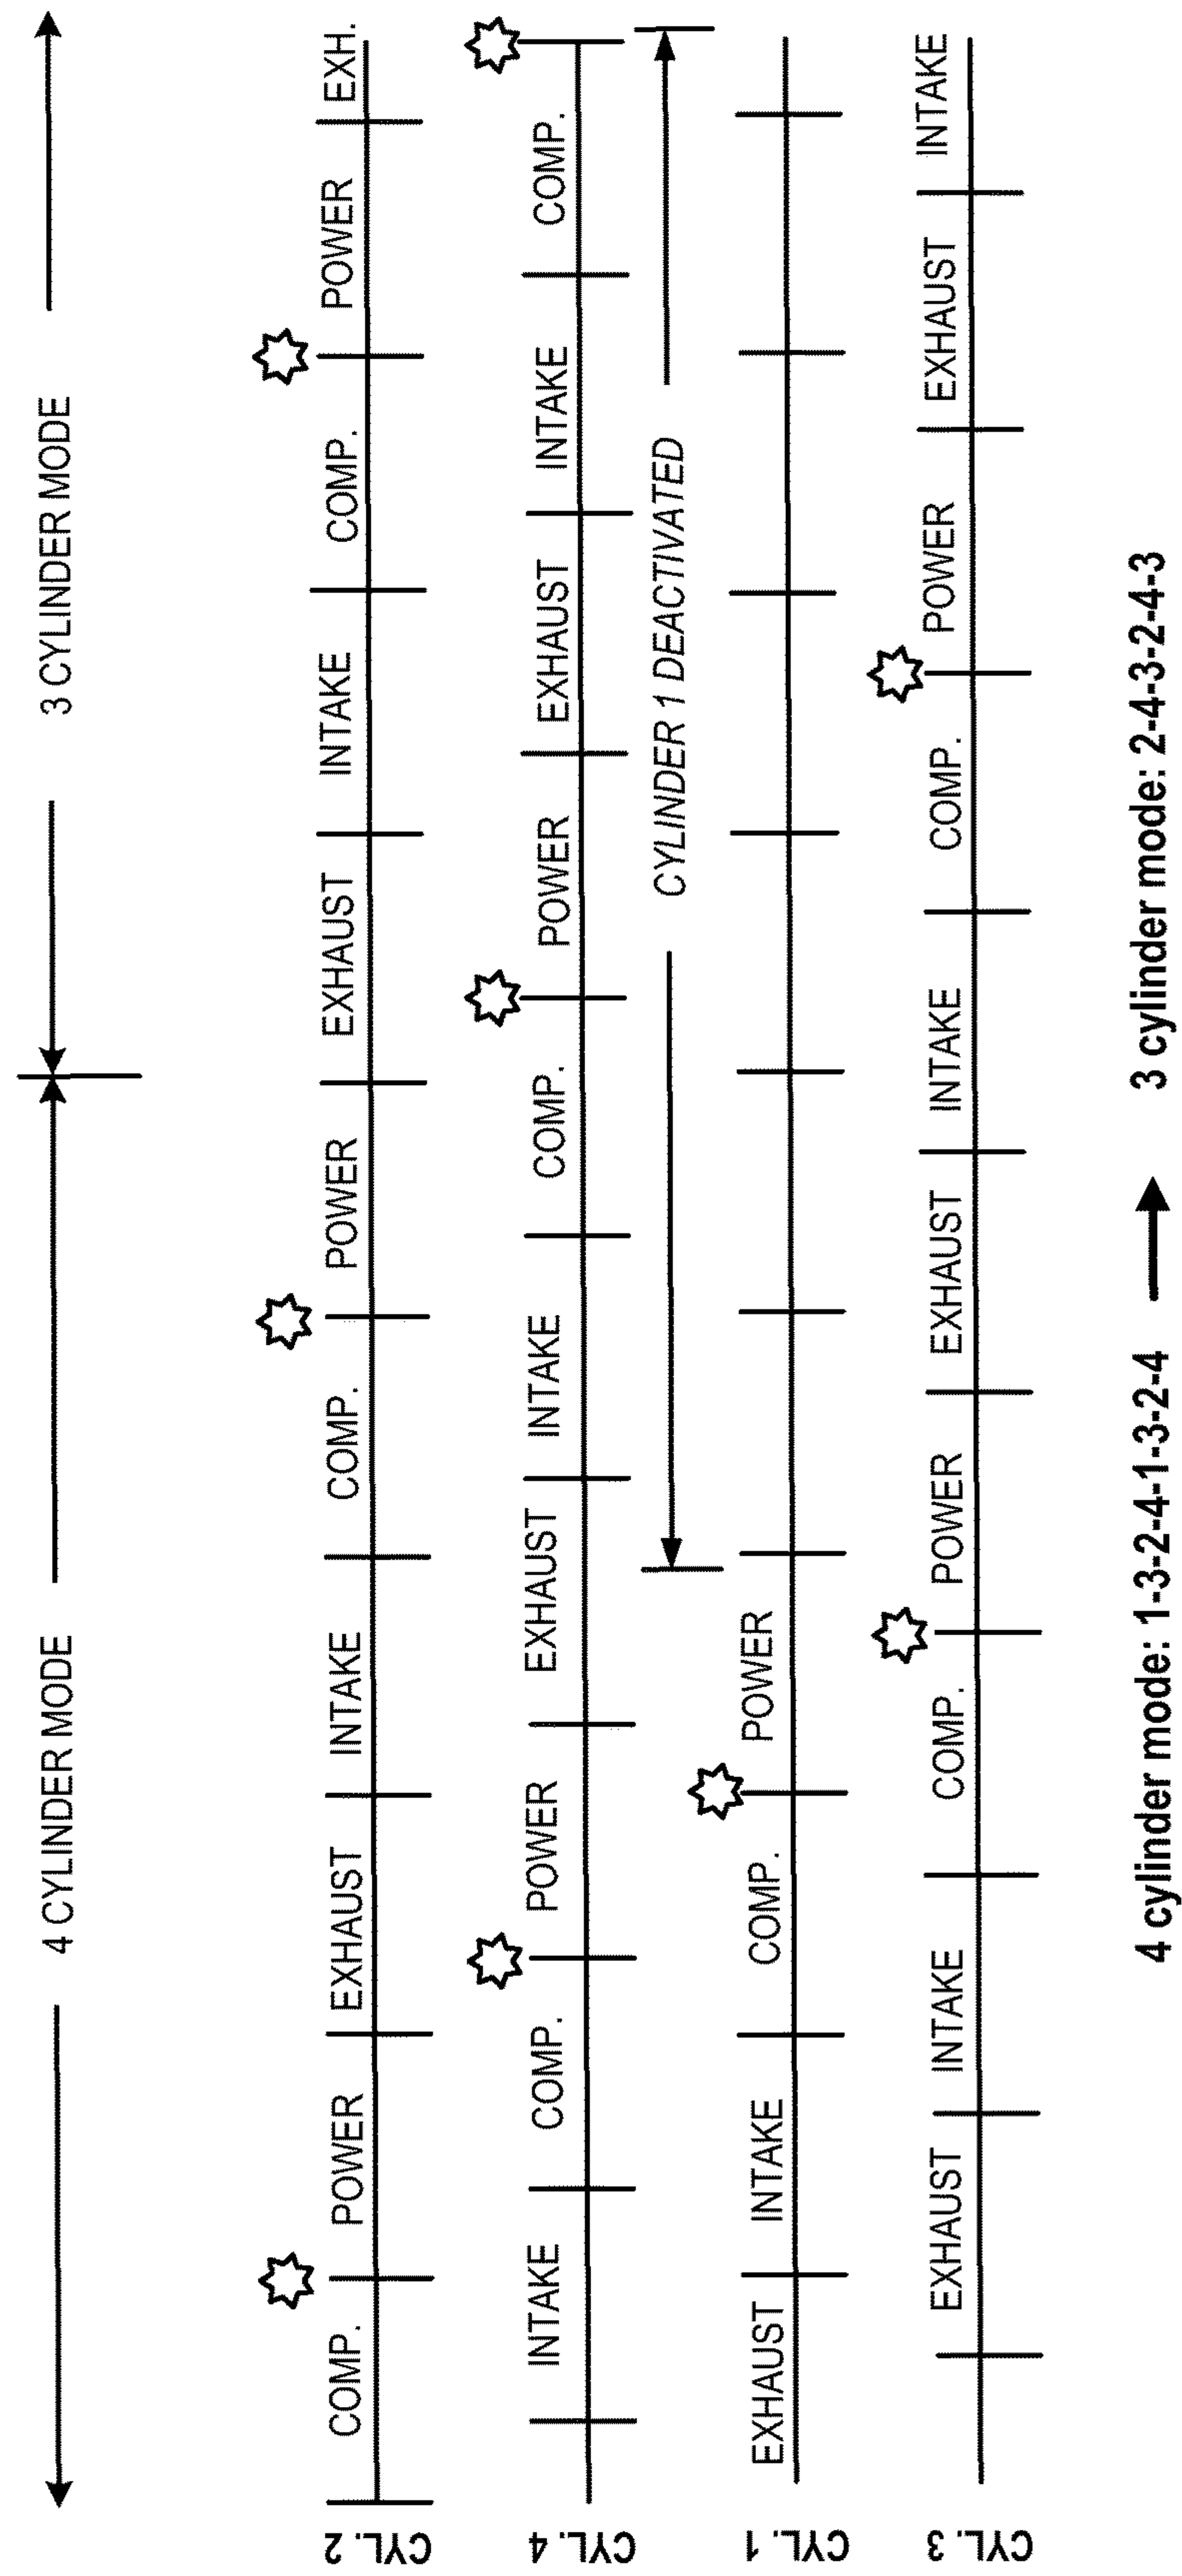 4 CYLINDER MODE 3 CYLINDER MODE
CYL. 2 COMP. POWER EXHAUST INTAKE COMP. POWER EXHAUST INTAKE COMP. POWER EXH.
CYL. 4 INTAKE COMP. POWER EXHAUST INTAKE COMP. POWER EXHAUST INTAKE COMP.
CYLINDER 1 DEACTIVATED
CYL. 1 EXHAUST INTAKE COMP. POWER
CYL. 3 EXHAUST INTAKE COMP. POWER EXHAUST INTAKE COMP. POWER EXHAUST INTAKE
4 cylinder mode: 1-3-2-4-1-3-2-4 3 cylinder mode: 2-4-3-2-4-3